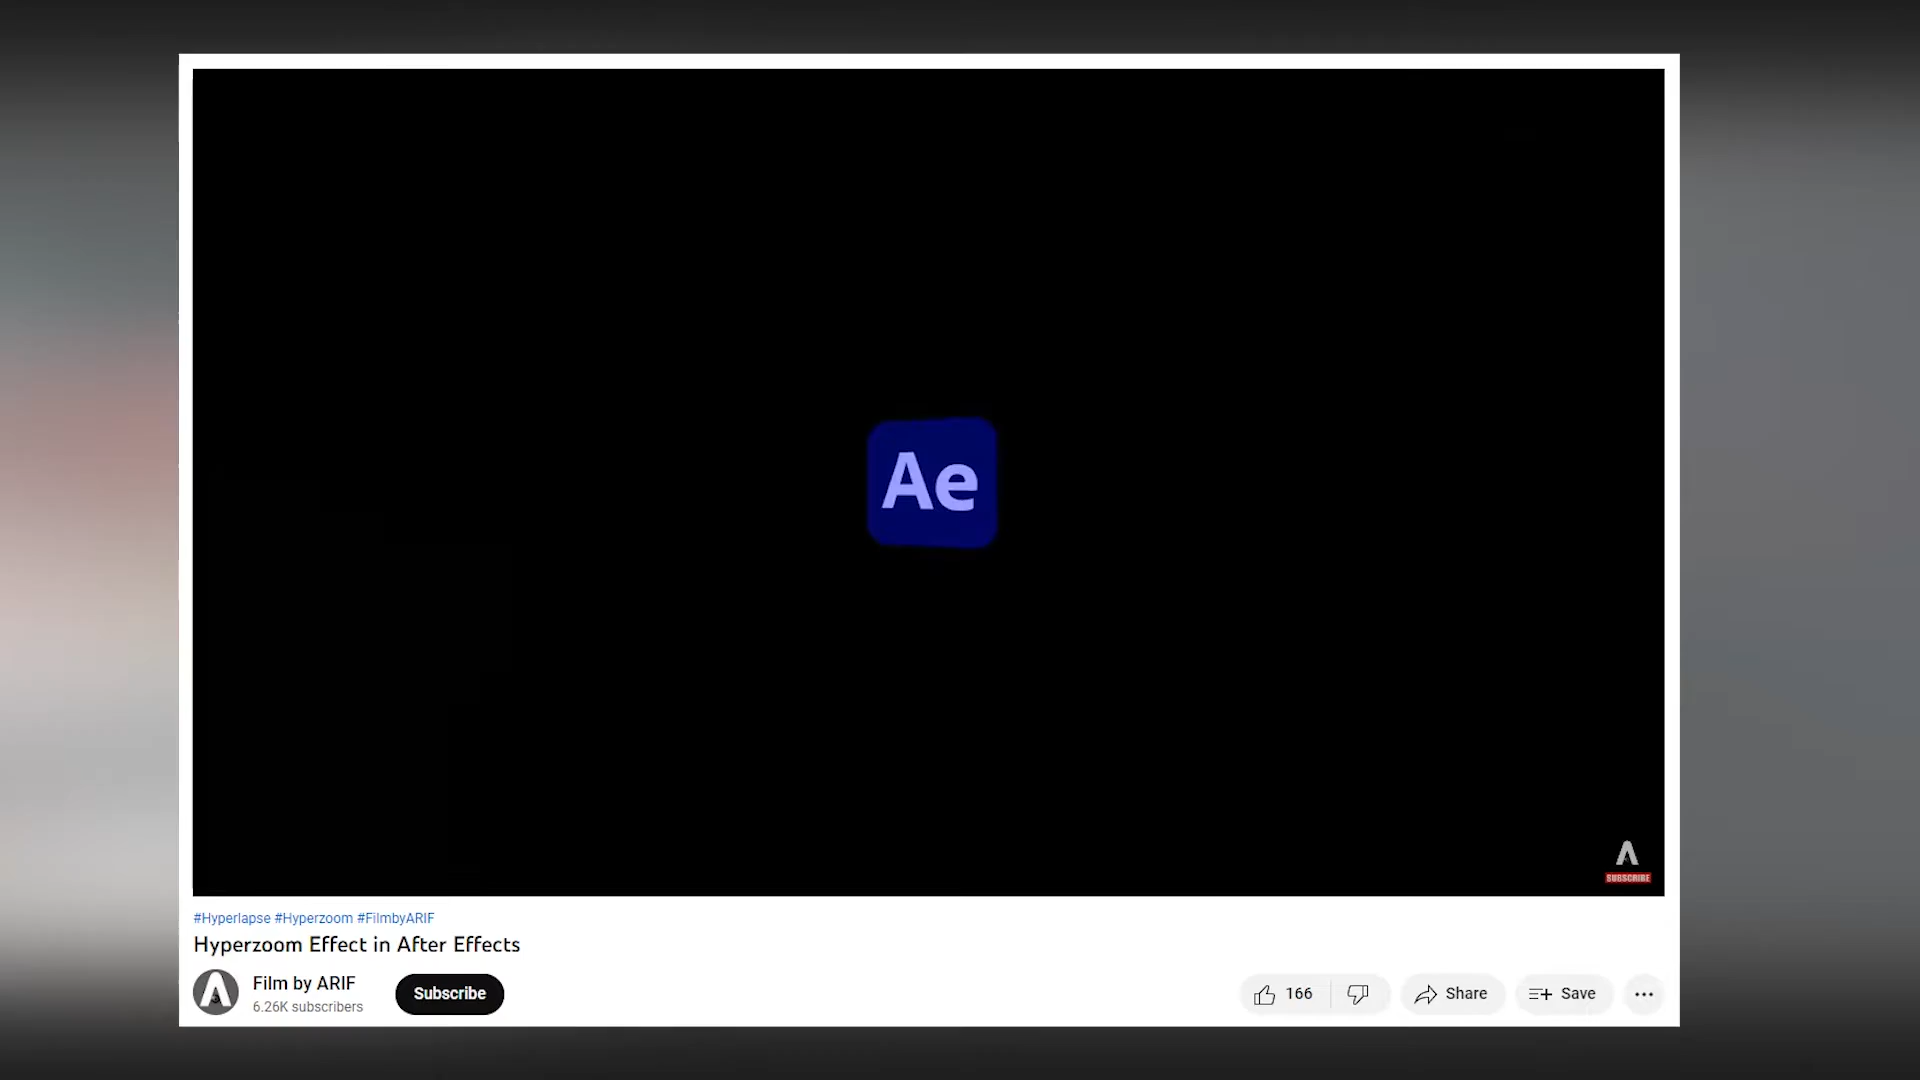 Ae
SUBSCRIBE
#Hyperlapse #Hyperzoom #FilmbyARIF
Hyperzoom Effect in After Effects
Film by ARIF
6.26K subscribers
Subscribe
166
Share
Save